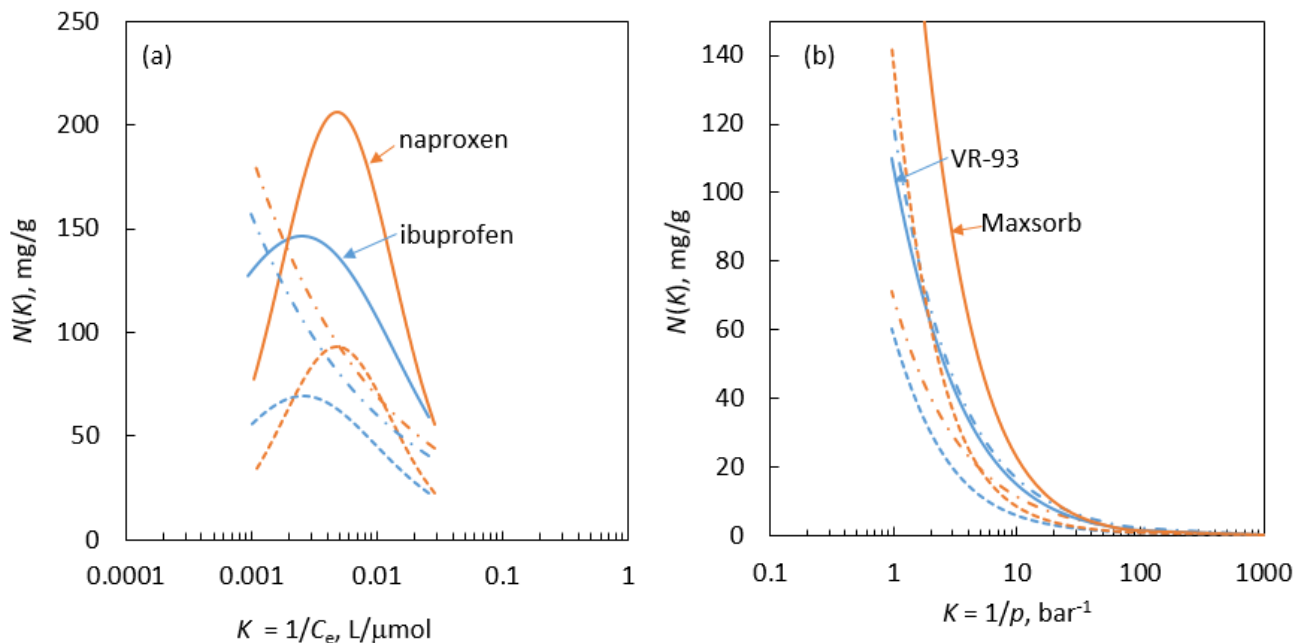 (a)
N(K), mg/g
250
200
150
100
50
0
naproxen
ibuprofen
0.0001 0.001 0.01 0.1 1
K = 1/Ce, L/μmol
(b)
N(K), mg/g
140
120
100
80
60
40
20
0
VR-93
Maxsorb
0.1 1 10 100 1000
K = 1/p, bar-1